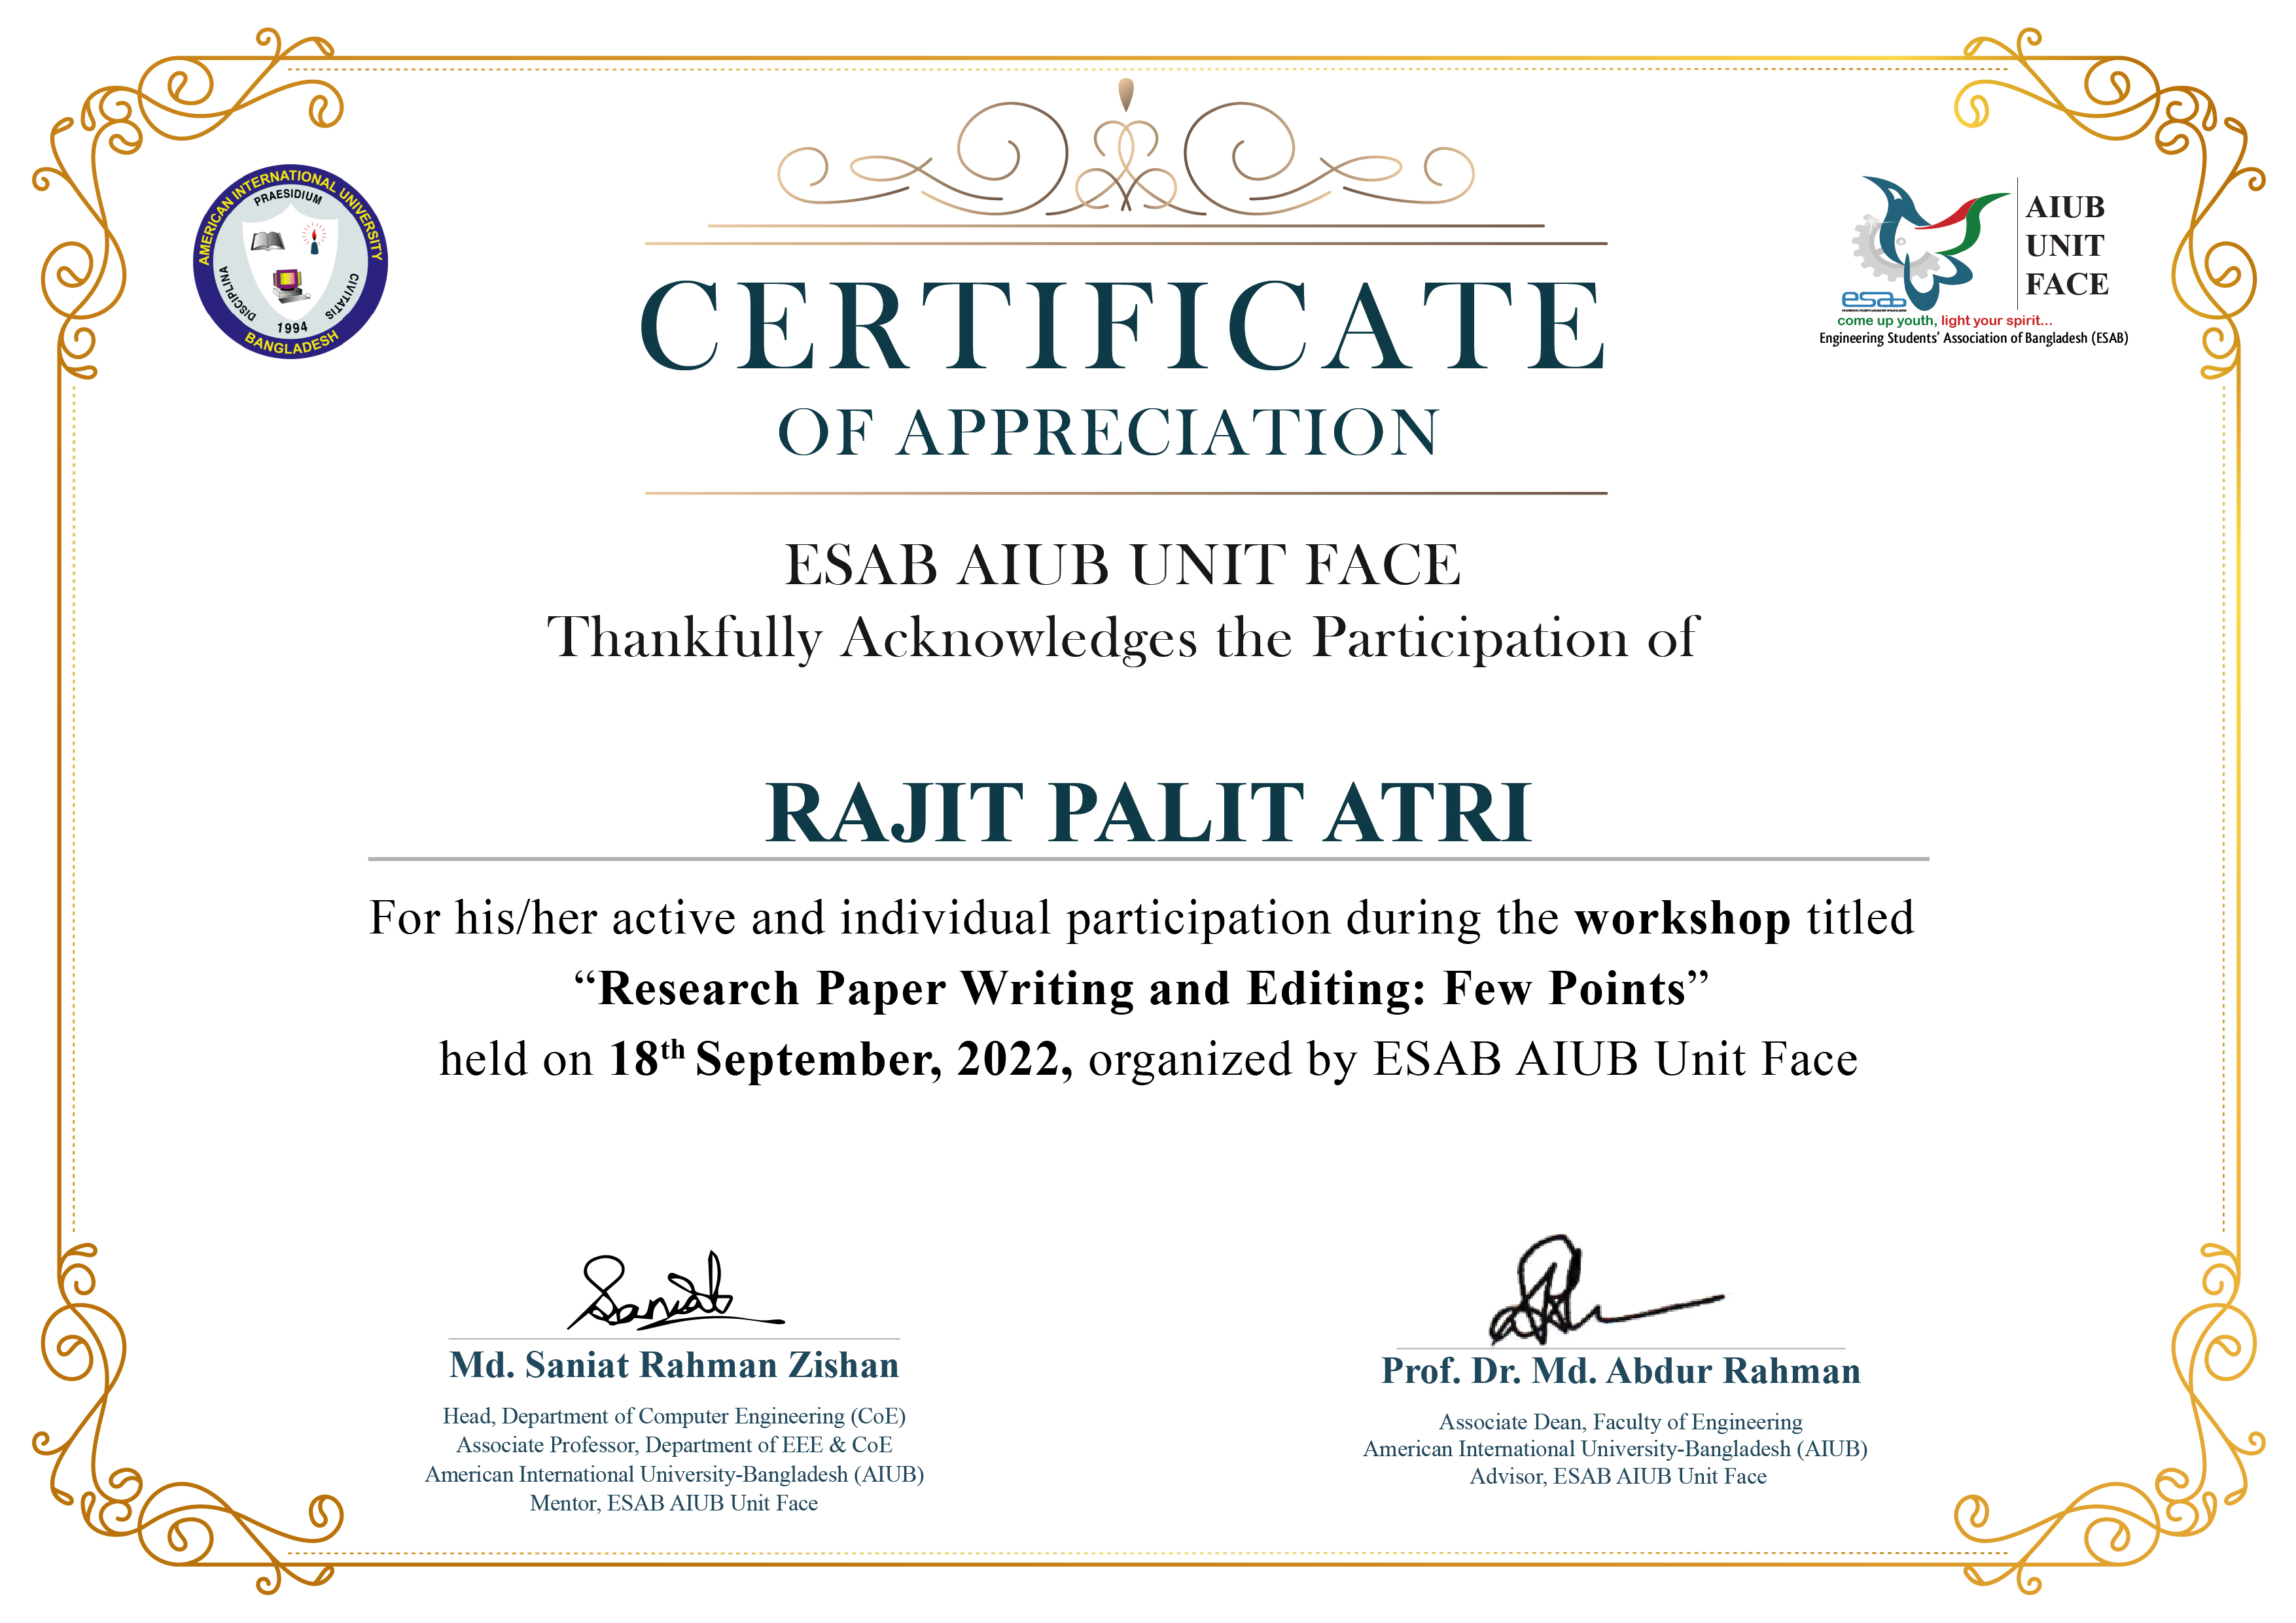 AMERICAN INTERNATIONAL UNIVERSITY
PRAESIDIUM
DISCIPLINA
CIVITATIS
1994
BANGLADESH
esab
AIUB
UNIT
FACE
come up youth, light your spirit...
Engineering Students' Association of Bangladesh (ESAB)
CERTIFICATE
OF APPRECIATION
ESAB AIUB UNIT FACE
Thankfully Acknowledges the Participation of
RAJIT PALIT ATRI
For his/her active and individual participation during the workshop titled
“Research Paper Writing and Editing: Few Points”
held on 18th September, 2022, organized by ESAB AIUB Unit Face
Saniat
Md. Saniat Rahman Zishan
Head, Department of Computer Engineering (CoE)
Associate Professor, Department of EEE & CoE
American International University-Bangladesh (AIUB)
Mentor, ESAB AIUB Unit Face
Prof. Dr. Md. Abdur Rahman
Associate Dean, Faculty of Engineering
American International University-Bangladesh (AIUB)
Advisor, ESAB AIUB Unit Face